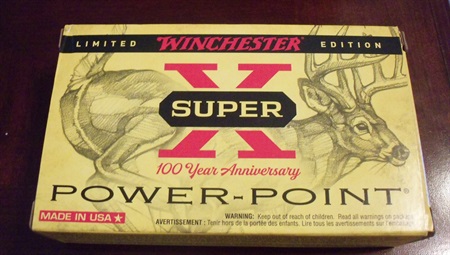 LIMITED WINCHESTER EDITION
X
SUPER
100 Year Anniversary
POWER-POINT®
MADE IN USA ★
WARNING: Keep out of reach of children. Read all warnings on package.
AVERTISSEMENT: Tenir hors de la portée des enfants. Lire tous les avertissements sur